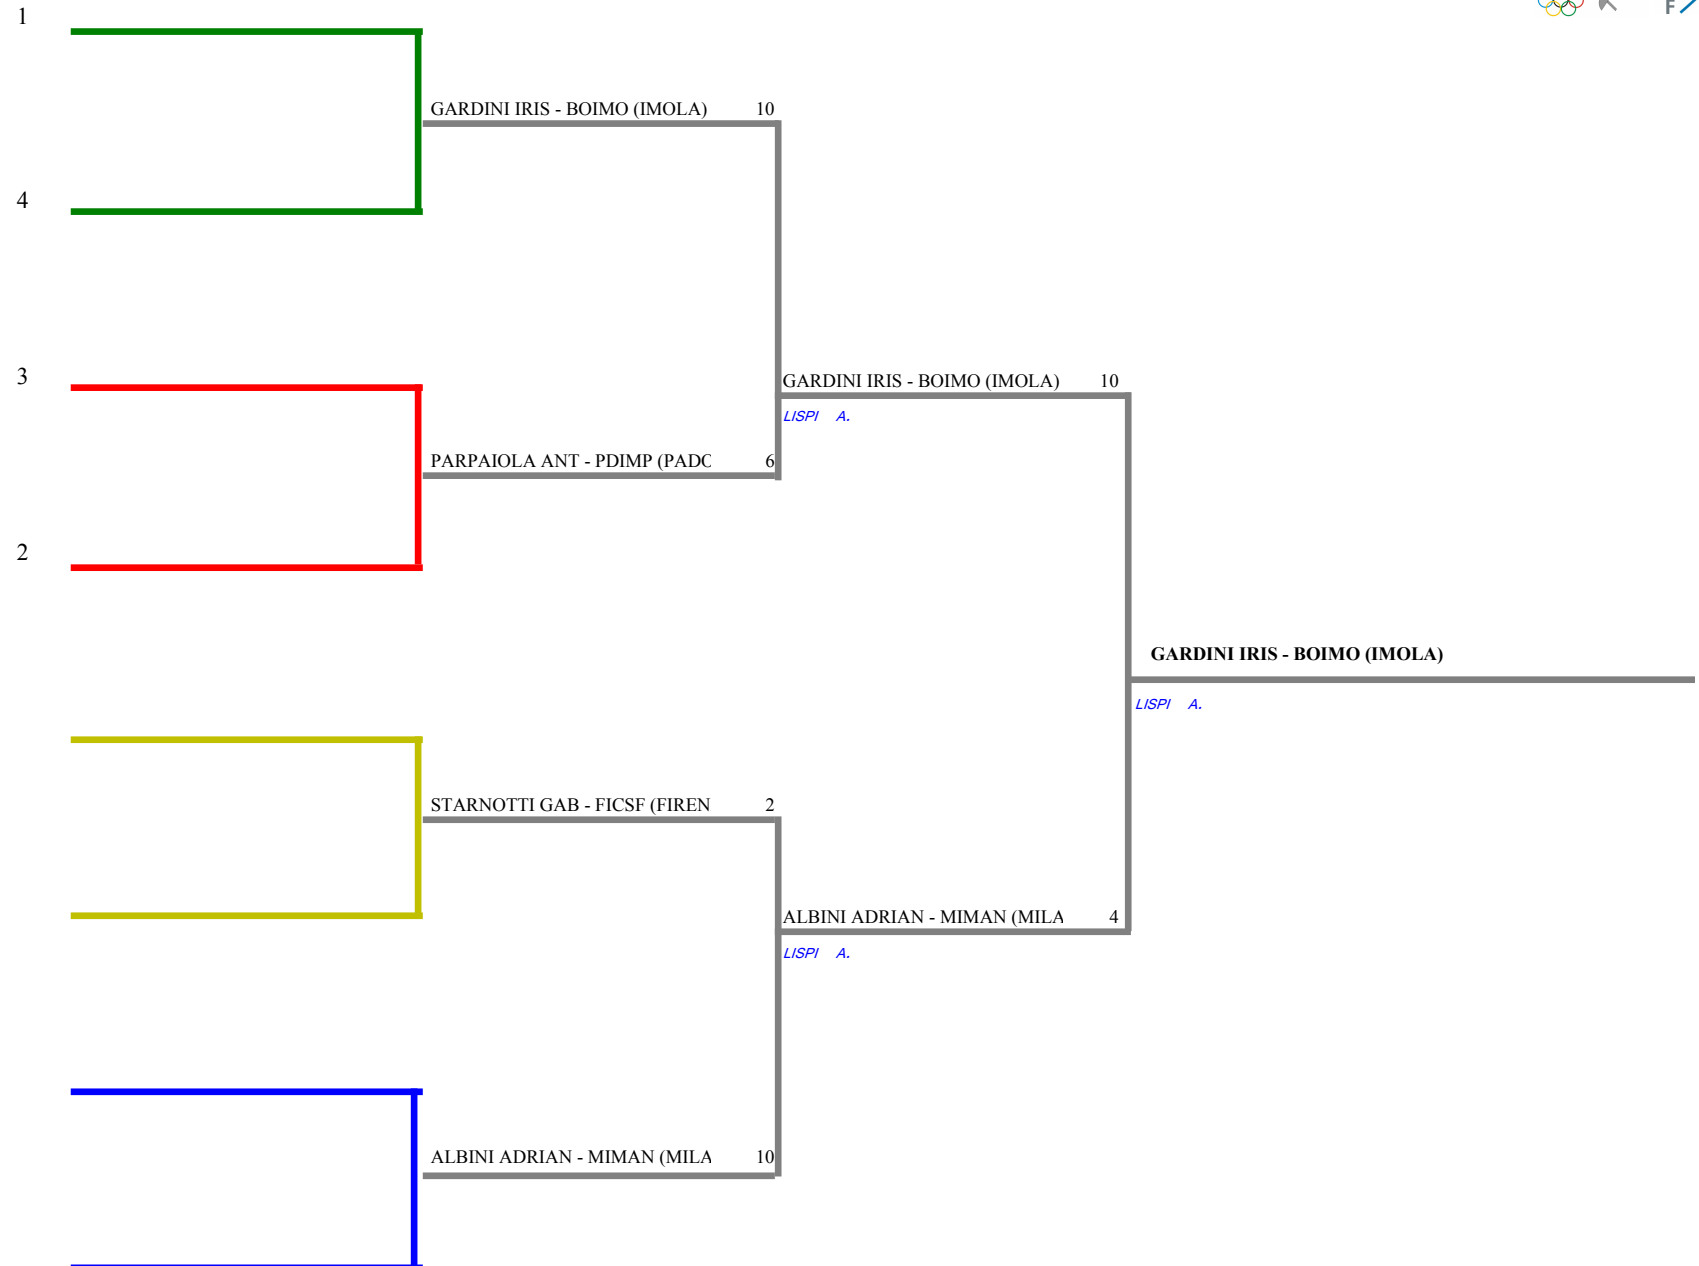 1
F
GARDINI IRIS - BOIMO (IMOLA) 10
4
3
GARDINI IRIS - BOIMO (IMOLA) 10
LISPI A.
PARPAIOLA ANT - PDIMP (PADO 6
2
GARDINI IRIS - BOIMO (IMOLA)
LISPI A.
STARNOTTI GAB - FICSF (FIREN 2
ALBINI ADRIAN - MIMAN (MILA 4
LISPI A.
ALBINI ADRIAN - MIMAN (MILA 10